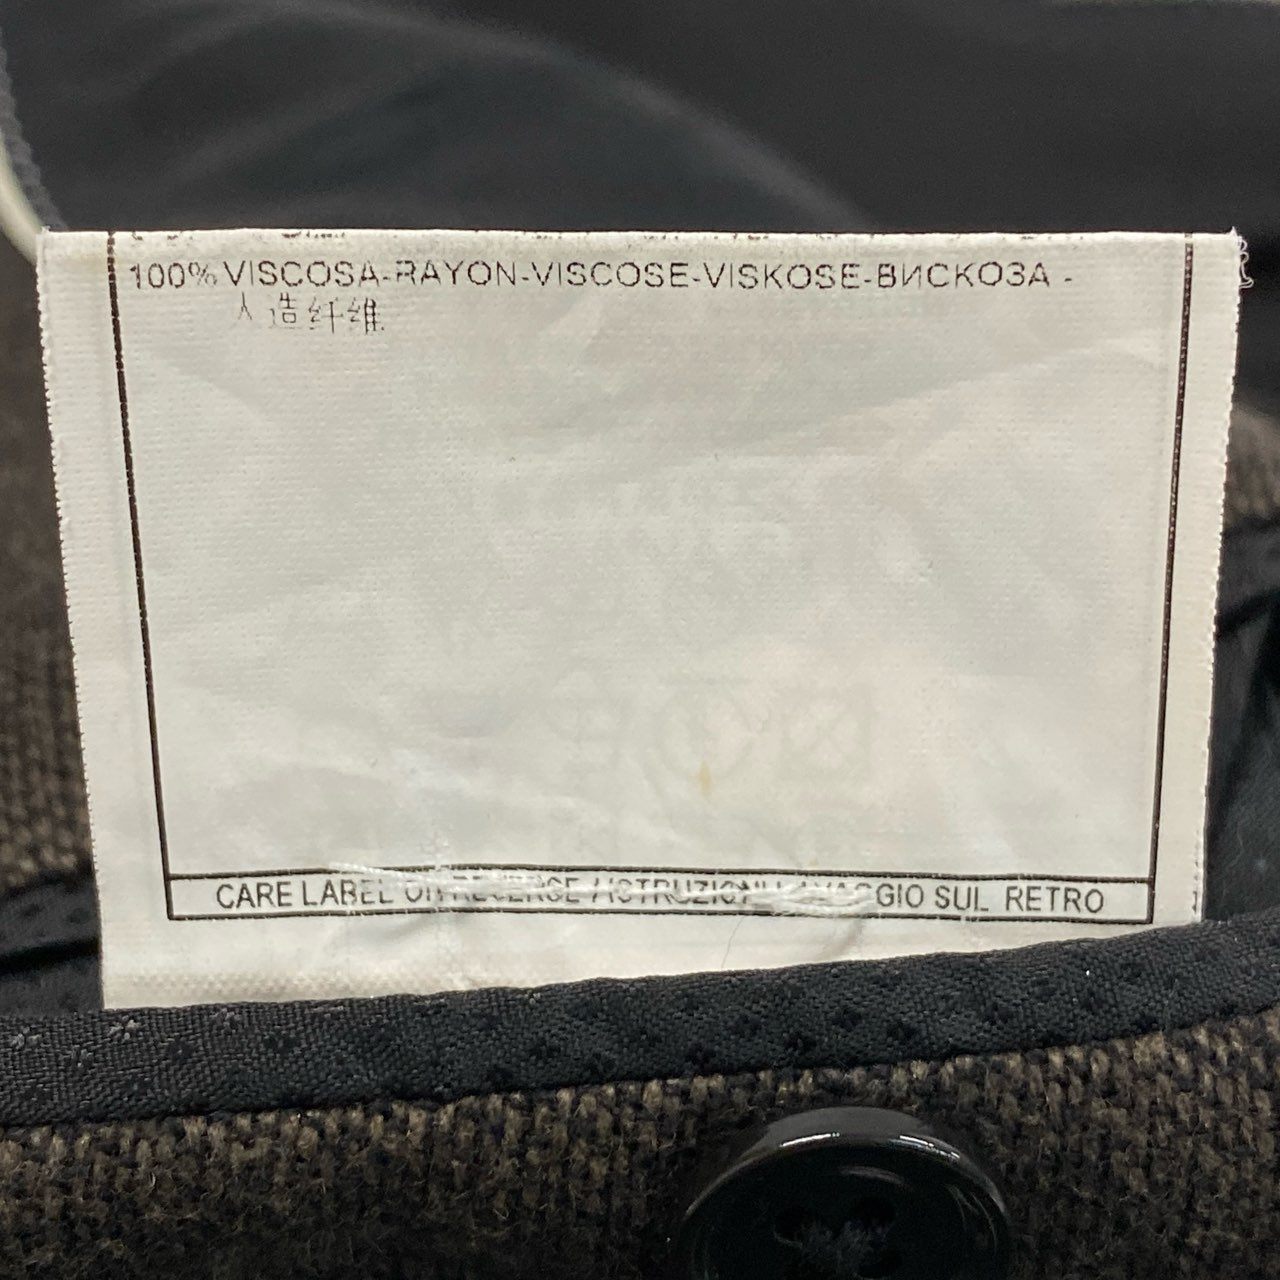 100% VISCOSA-RAYON-VISCOSE-VISKOSE-ВИСКОЗА -
人造纤维
CARE LABEL ON REVERSE / ISTRUZIONI LAVAGGIO SUL RETRO